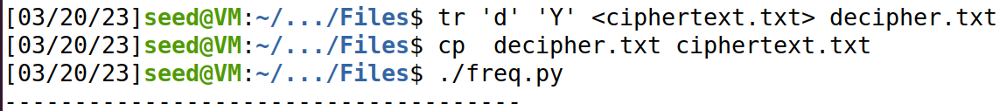 [03/20/23]seed@VM:~/.../Files$ tr 'd' 'Y' <ciphertext.txt> decipher.txt
[03/20/23]seed@VM:~/.../Files$ cp  decipher.txt ciphertext.txt
[03/20/23]seed@VM:~/.../Files$ ./freq.py
-------------------------------------